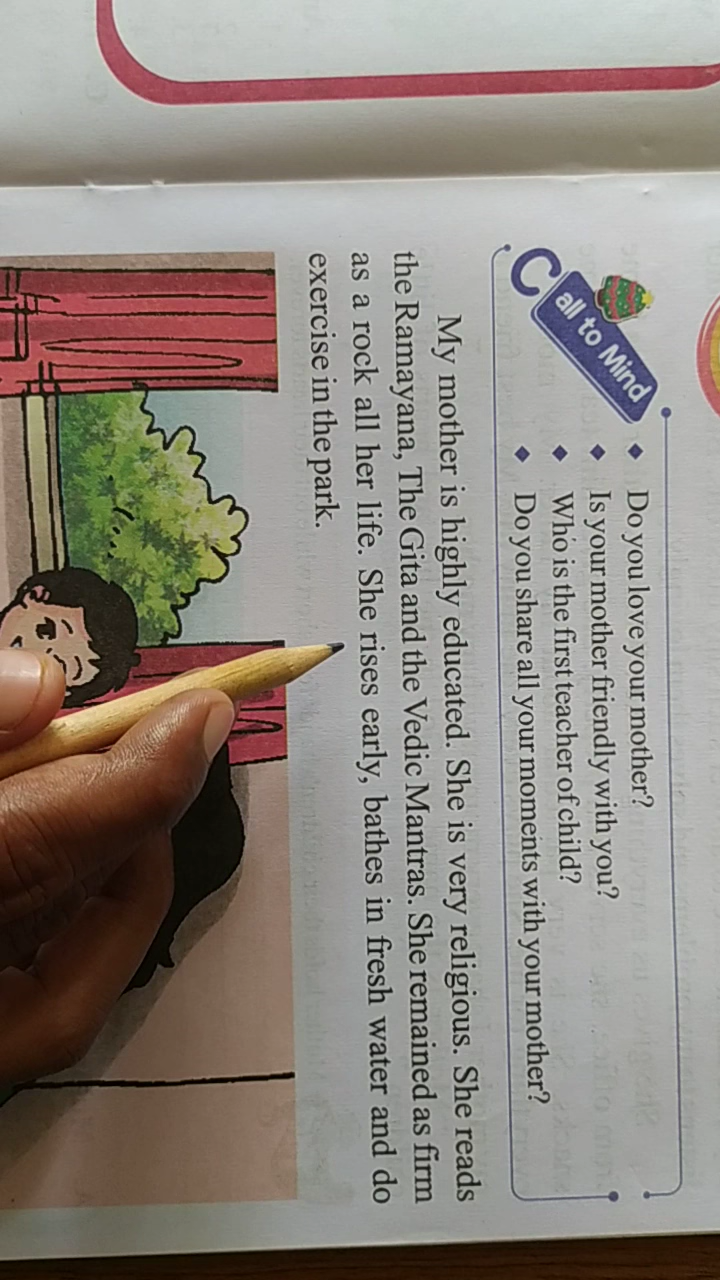 Call to Mind
Do you love your mother?
Is your mother friendly with you?
Who is the first teacher of child?
Do you share all your moments with your mother?
My mother is highly educated. She is very religious. She reads
the Ramayana, The Gita and the Vedic Mantras. She remained as firm
as a rock all her life. She rises early, bathes in fresh water and do
exercise in the park.